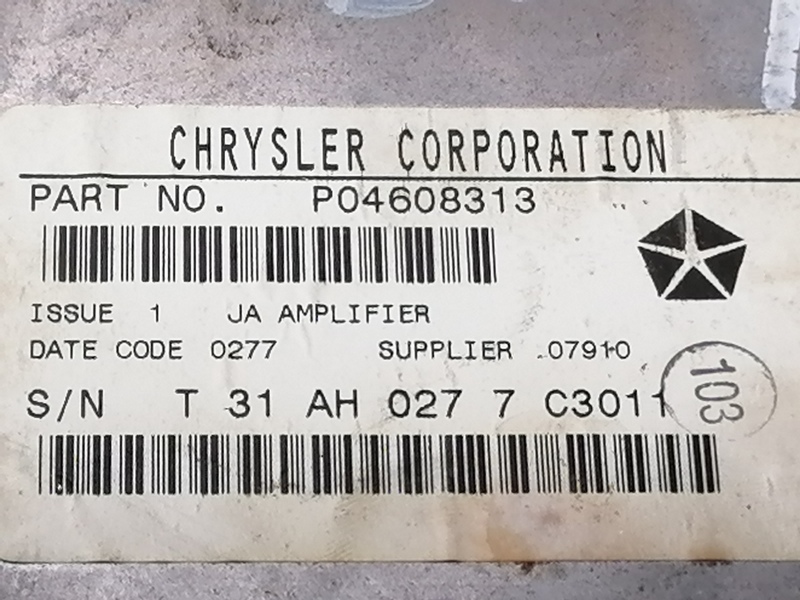 CHRYSLER CORPORATION
PART NO. P04608313
ISSUE 1 JA AMPLIFIER
DATE CODE 0277 SUPPLIER 07910
S/N T 31 AH 027 7 C3011
103